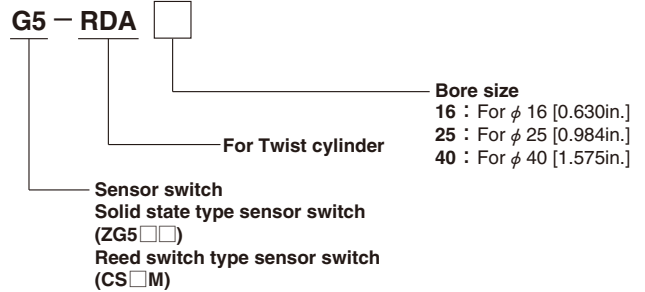 G5－RDA □
Bore size
16：For φ 16 [0.630in.]
25：For φ 25 [0.984in.]
40：For φ 40 [1.575in.]
For Twist cylinder
Sensor switch
Solid state type sensor switch
(ZG5□□)
Reed switch type sensor switch
(CS□M)